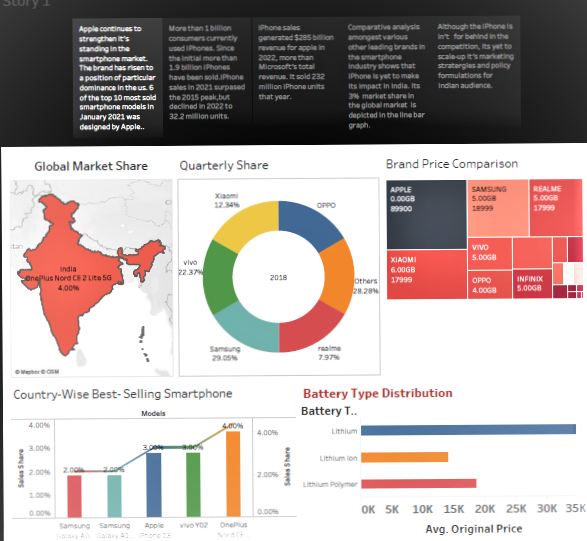 Story 1
Apple continues to
strengthen it's
standing in the
smartphone market.
The brand has risen to
a position of particular
dominance in the us. 6
of the top 10 most sold
smartphone models in
January 2021 was
designed by Apple..
More than 1 billion
consumers currently
used iPhones. Since
the initial more than
1.9 billion iPhones
have been sold.iPhone
sales in 2021 surpased
the 2015 peak,but
declined in 2022 to
32.2 million units.
iPhone sales
generated $285 billion
revenue for apple in
2022, more than
Microsoft's total
revenue. It sold 232
million iPhone units
that year.
Comparative analysis
amongst various
other leading brands in
the smartphone
industry shows that
iPhone is yet to make
its impact in India. Its
3% market share in
the global market is
depicted in the line bar
graph.
Although the iPhone is
in't for behind in the
competition, its yet to
scale-up it's marketing
stratergies and policy
formulations for
Indian audience.
Global Market Share
India
OnePlus Nord CE 2 Lite 5G
4.00%
© Mapbox © OSM
Quarterly Share
Xiaomi
12.34%
OPPO
vivo
22.37%
2018
Others
28.28%
Samsung
29.05%
realme
7.97%
Brand Price Comparison
APPLE
0.00GB
89900
SAMSUNG
5.00GB
18999
REALME
5.00GB
17999
XIAOMI
6.00GB
17999
VIVO
5.00GB
OPPO
4.00GB
INFINIX
5.00GB
Country-Wise Best- Selling Smartphone
Models
Sales Share
4.00%
3.00%
2.00%
1.00%
0.00%
2.00%
2.00%
3.00%
3.00%
4.00%
4.00%
2.00%
0.00%
Sales Share
Samsung
Samsung
Apple
vivo Y02
OnePlus
Galaxy A0..
Galaxy A1..
iPhone 13
Nord CE ..
Battery Type Distribution
Battery T..
Lithium
Lithium Ion
Lithium Polymer
0K 5K 10K 15K 20K 25K 30K 35K
Avg. Original Price